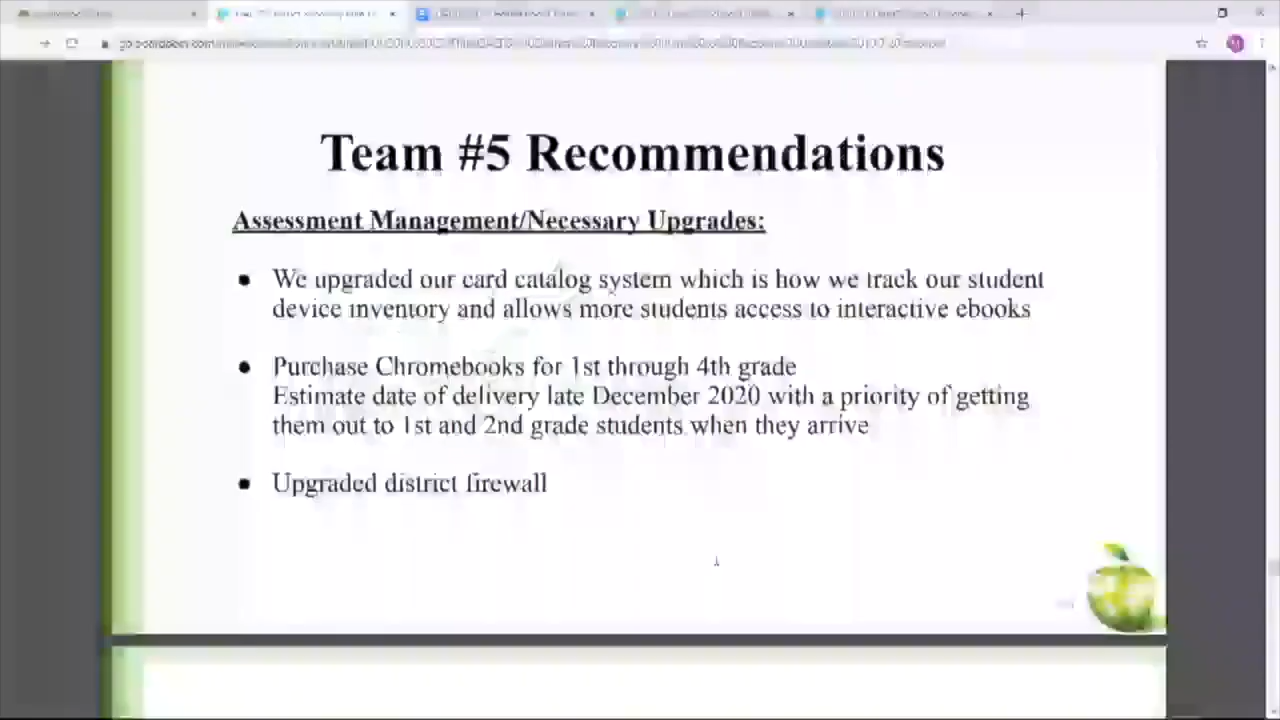 Team #5 Recommendations
Assessment Management/Necessary Upgrades:
● We upgraded our card catalog system which is how we track our student
device inventory and allows more students access to interactive ebooks
● Purchase Chromebooks for 1st through 4th grade
Estimate date of delivery late December 2020 with a priority of getting
them out to 1st and 2nd grade students when they arrive
● Upgraded district firewall